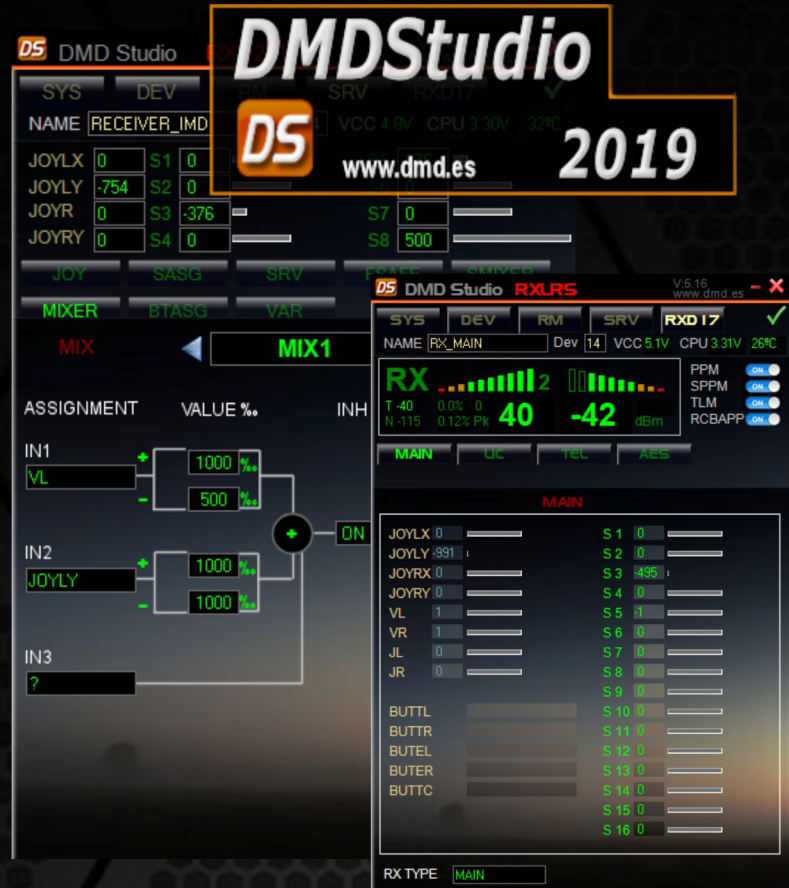 DMDStudio
DS
www.dmd.es
2019
DS DMD Studio
SYS DEV RM SRV RXD17
NAME RECEIVER_IMD 4 VCC 4.8V CPU 3.30V 32ºC
JOYLX 0 S1 0
JOYLY -754 S2 0
JOYR 0 S3 -376 S7 0
JOYRY 0 S4 0 S8 500
JOY SASG SRV FSAFE SMIXER
MIXER BTASG VAR
MIX MIX1
ASSIGNMENT VALUE ‰ INH
IN1
VL
+ 1000 ‰
- 500 ‰
+ ON
IN2
JOYLY
+ 1000 ‰
- 1000 ‰
IN3
?
DS DMD Studio RXLRS V:5.16
www.dmd.es
SYS DEV RM SRV RXD17
NAME RX_MAIN Dev 14 VCC 5.1V CPU 3.31V 26ºC
RX 2
T -40 0.0% 0
N -115 0.12% Pk 40 -42 dBm
PPM ON
SPPM ON
TLM ON
RCBAPP ON
MAIN LIC TEL AES
MAIN
JOYLX 0 S 1 0
JOYLY -991 S 2 0
JOYRX 0 S 3 -495
JOYRY 0 S 4 0
VL 1 S 5 -1
VR 1 S 6 0
JL 0 S 7 0
JR 0 S 8 0
S 9 0
BUTTL S 10 0
BUTTR S 11 0
BUTEL S 12 0
BUTER S 13 0
BUTTC S 14 0
S 15 0
S 16 0
RX TYPE MAIN